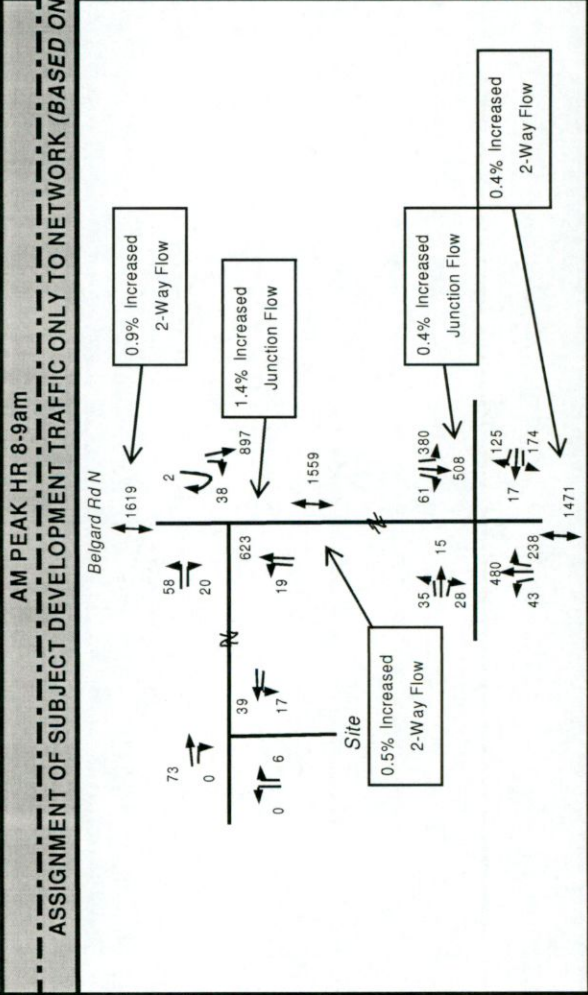 AM PEAK HR 8-9am
ASSIGNMENT OF SUBJECT DEVELOPMENT TRAFFIC ONLY TO NETWORK (BASED ON
Belgard Rd N
1619
0.9% Increased
2-Way Flow
2
38
897
1.4% Increased
Junction Flow
58
20
623
19
1559
73
0
39
17
0
6
Site
0.5% Increased
2-Way Flow
61
380
508
0.4% Increased
Junction Flow
35
15
28
125
17
174
480
43
238
1471
0.4% Increased
2-Way Flow